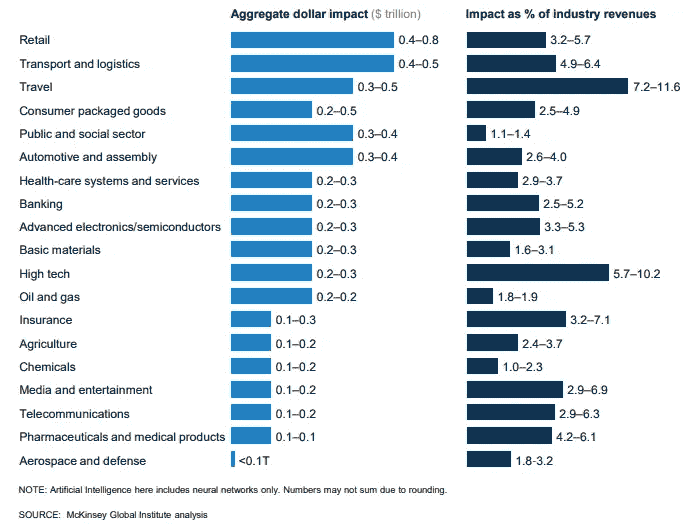 Aggregate dollar impact ($ trillion) Impact as % of industry revenues
Retail 0.4–0.8 3.2–5.7
Transport and logistics 0.4–0.5 4.9–6.4
Travel 0.3–0.5 7.2–11.6
Consumer packaged goods 0.2–0.5 2.5–4.9
Public and social sector 0.3–0.4 1.1–1.4
Automotive and assembly 0.3–0.4 2.6–4.0
Health-care systems and services 0.2–0.3 2.9–3.7
Banking 0.2–0.3 2.5–5.2
Advanced electronics/semiconductors 0.2–0.3 3.3–5.3
Basic materials 0.2–0.3 1.6–3.1
High tech 0.2–0.3 5.7–10.2
Oil and gas 0.2–0.2 1.8–1.9
Insurance 0.1–0.3 3.2–7.1
Agriculture 0.1–0.2 2.4–3.7
Chemicals 0.1–0.2 1.0–2.3
Media and entertainment 0.1–0.2 2.9–6.9
Telecommunications 0.1–0.2 2.9–6.3
Pharmaceuticals and medical products 0.1–0.1 4.2–6.1
Aerospace and defense <0.1T 1.8-3.2
NOTE: Artificial Intelligence here includes neural networks only. Numbers may not sum due to rounding.
SOURCE: McKinsey Global Institute analysis